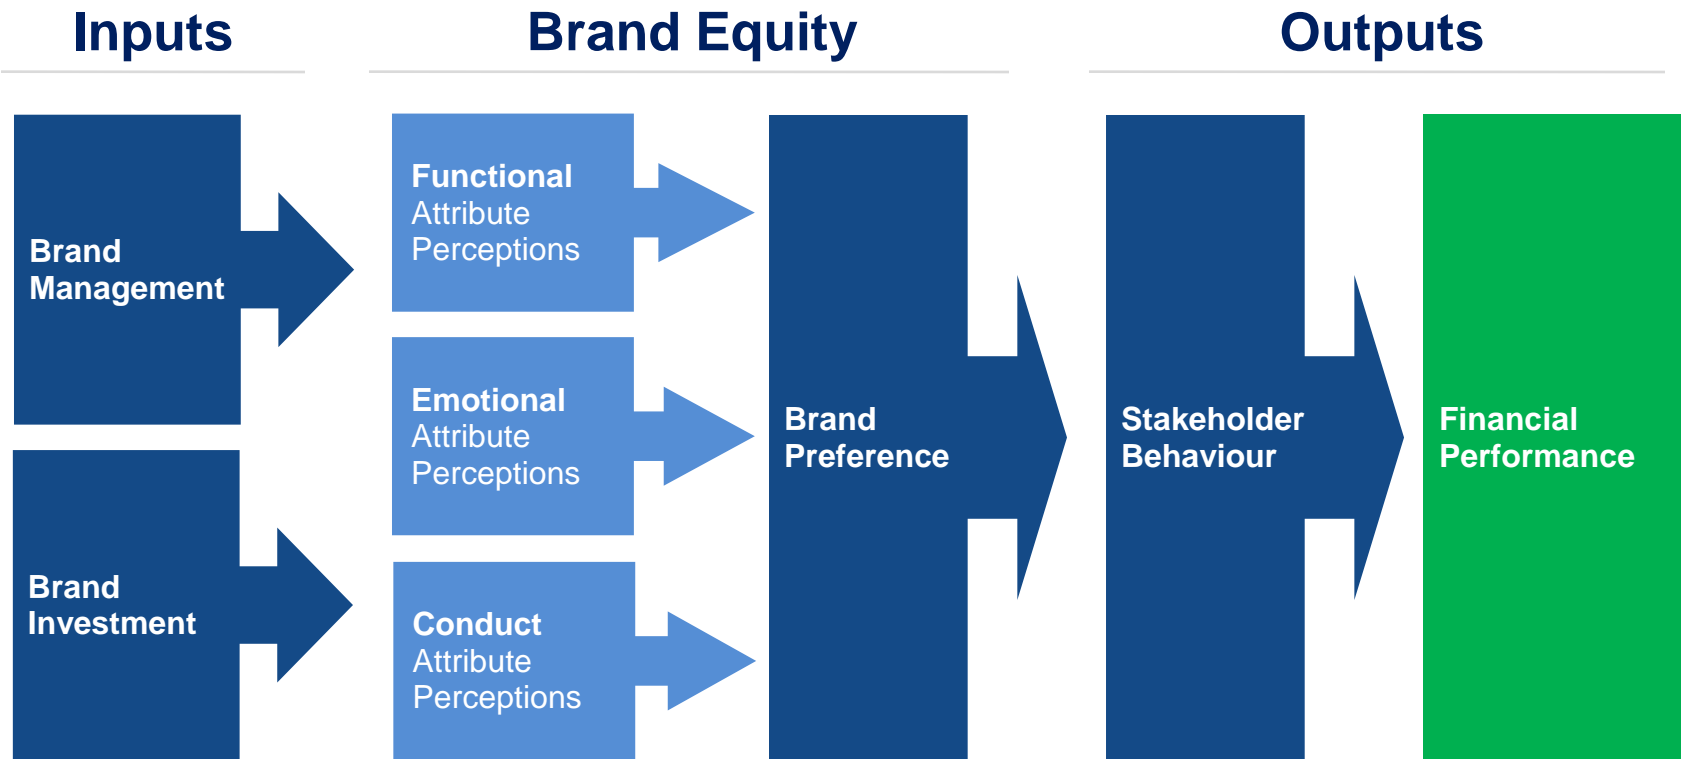 Inputs
Brand Equity
Outputs
Brand
Management
Brand
Investment
Functional
Attribute
Perceptions
Emotional
Attribute
Perceptions
Conduct
Attribute
Perceptions
Brand
Preference
Stakeholder
Behaviour
Financial
Performance